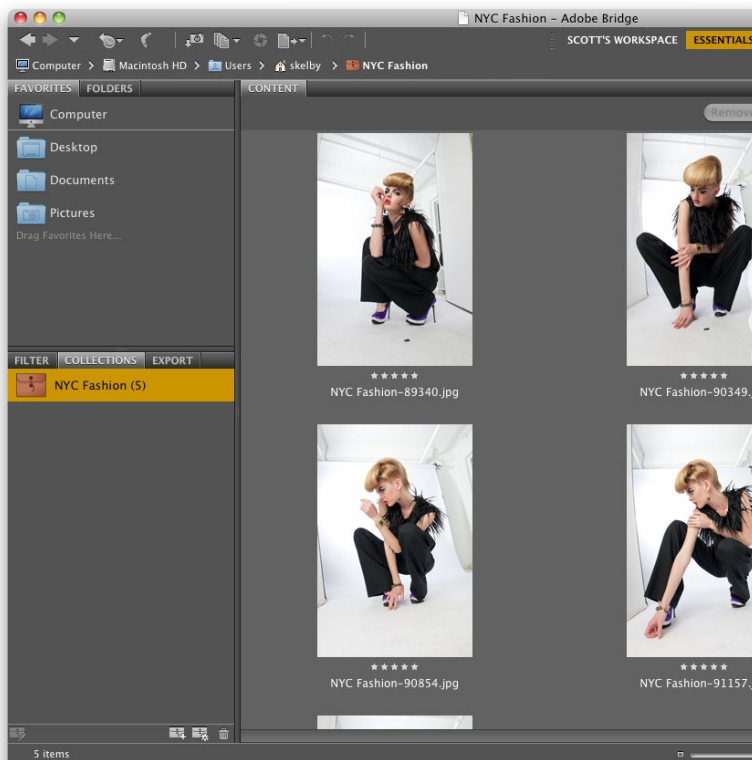 NYC Fashion – Adobe Bridge
SCOTT'S WORKSPACE ESSENTIALS
Computer > Macintosh HD > Users > skelby > NYC Fashion
FAVORITES FOLDERS
CONTENT
Computer
Remove
Desktop
Documents
Pictures
Drag Favorites Here...
FILTER COLLECTIONS EXPORT
NYC Fashion (5)
NYC Fashion-89340.jpg
NYC Fashion-90349.j
NYC Fashion-90854.jpg
NYC Fashion-91157.
5 items